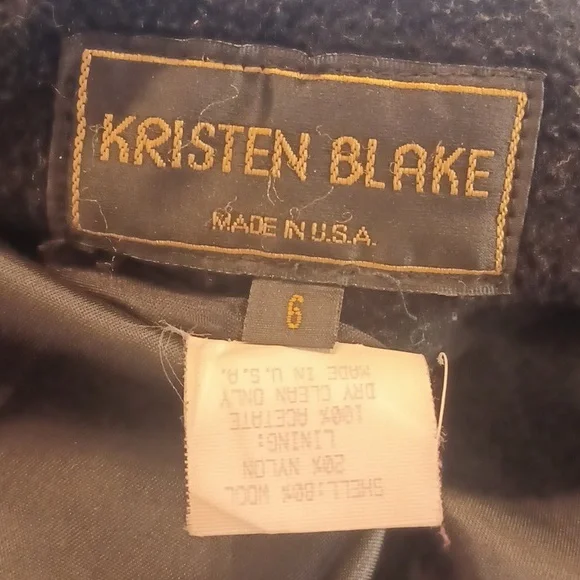 KRISTEN BLAKE
MADE IN U.S.A.
6
SHELL:80% WOOL
20% NYLON
LINING:
100% ACETATE
DRY CLEAN ONLY
MADE IN U.S.A.